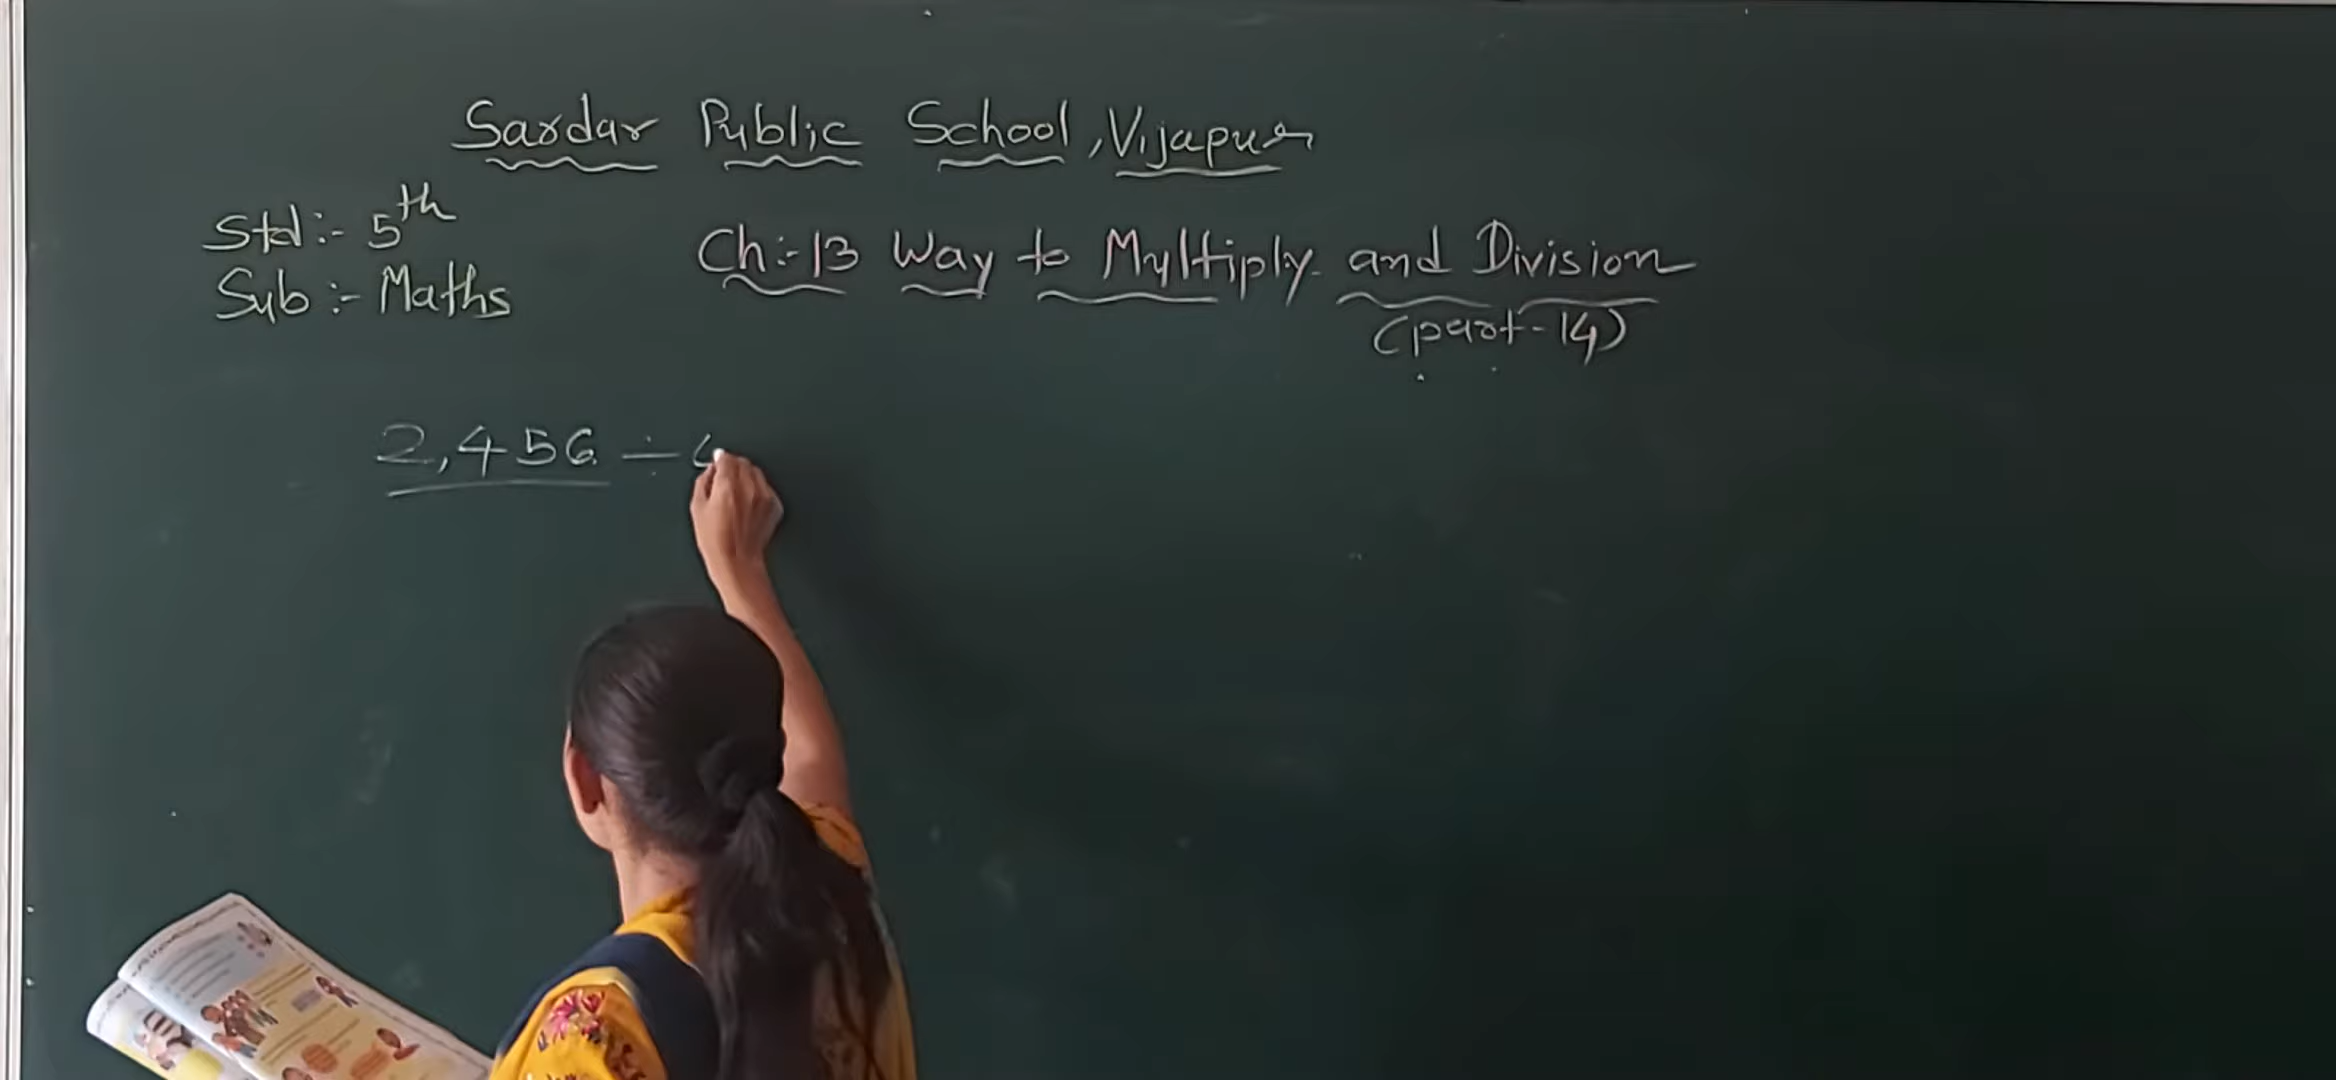 Sardar Public School, Vijapur
Std :- 5th
Sub :- Maths
Ch :- 13 Way to Multiply and Division
(part - 14)
2,456 ÷